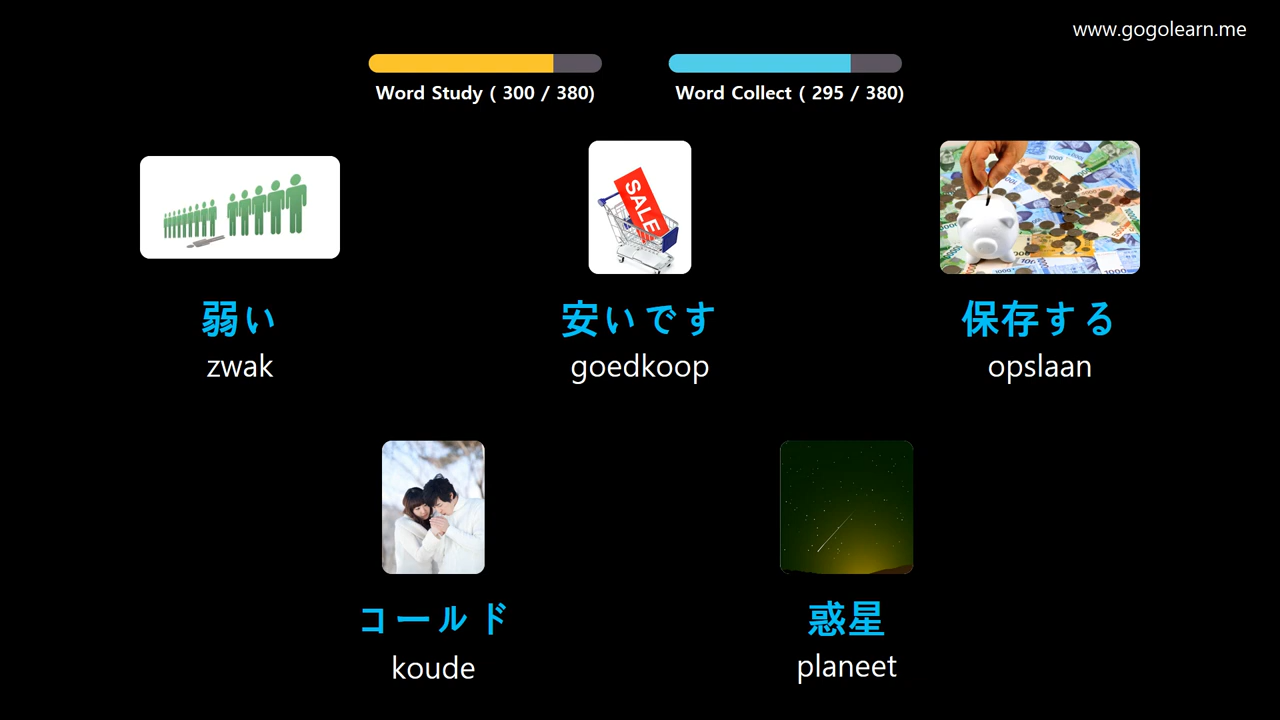 www.gogolearn.me
Word Study ( 300 / 380)
Word Collect ( 295 / 380)
SALE
弱い
zwak
安いです
goedkoop
保存する
opslaan
コールド
koude
惑星
planeet